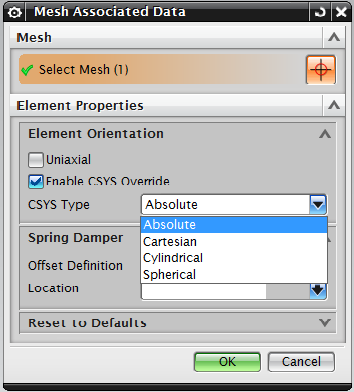 Mesh Associated Data
Mesh
Select Mesh (1)
Element Properties
Element Orientation
Uniaxial
Enable CSYS Override
CSYS Type
Absolute
Absolute
Cartesian
Cylindrical
Spherical
Spring Damper
Offset Definition
Location
Reset to Defaults
OK
Cancel